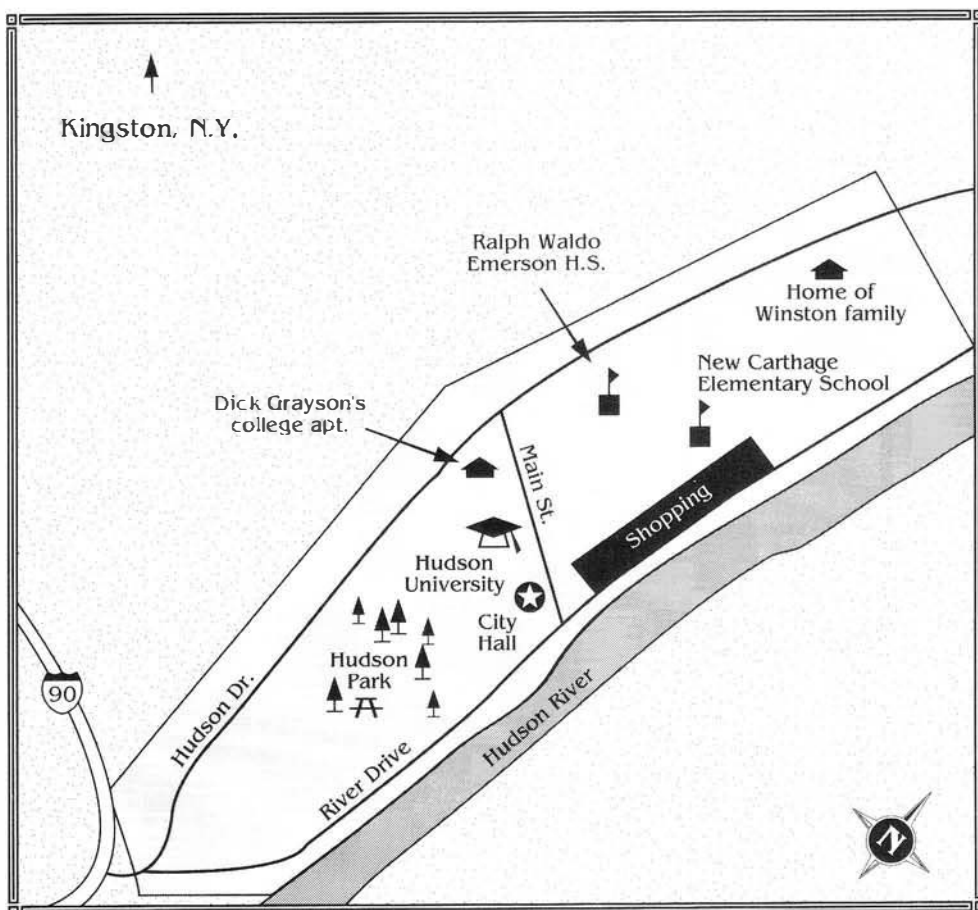 Kingston, N.Y.
Ralph Waldo
Emerson H.S.
Home of
Winston family
New Carthage
Elementary School
Dick Grayson's
college apt.
Main St.
Shopping
Hudson
University
City
Hall
Hudson
Park
90
Hudson Dr.
River Drive
Hudson River
N